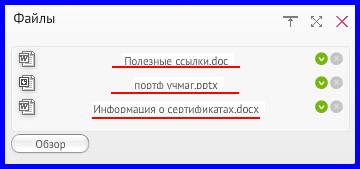 Файлы
Полезные ссылки.doc
портф учмаг.pptx
Информация о сертификатах.docx
Обзор